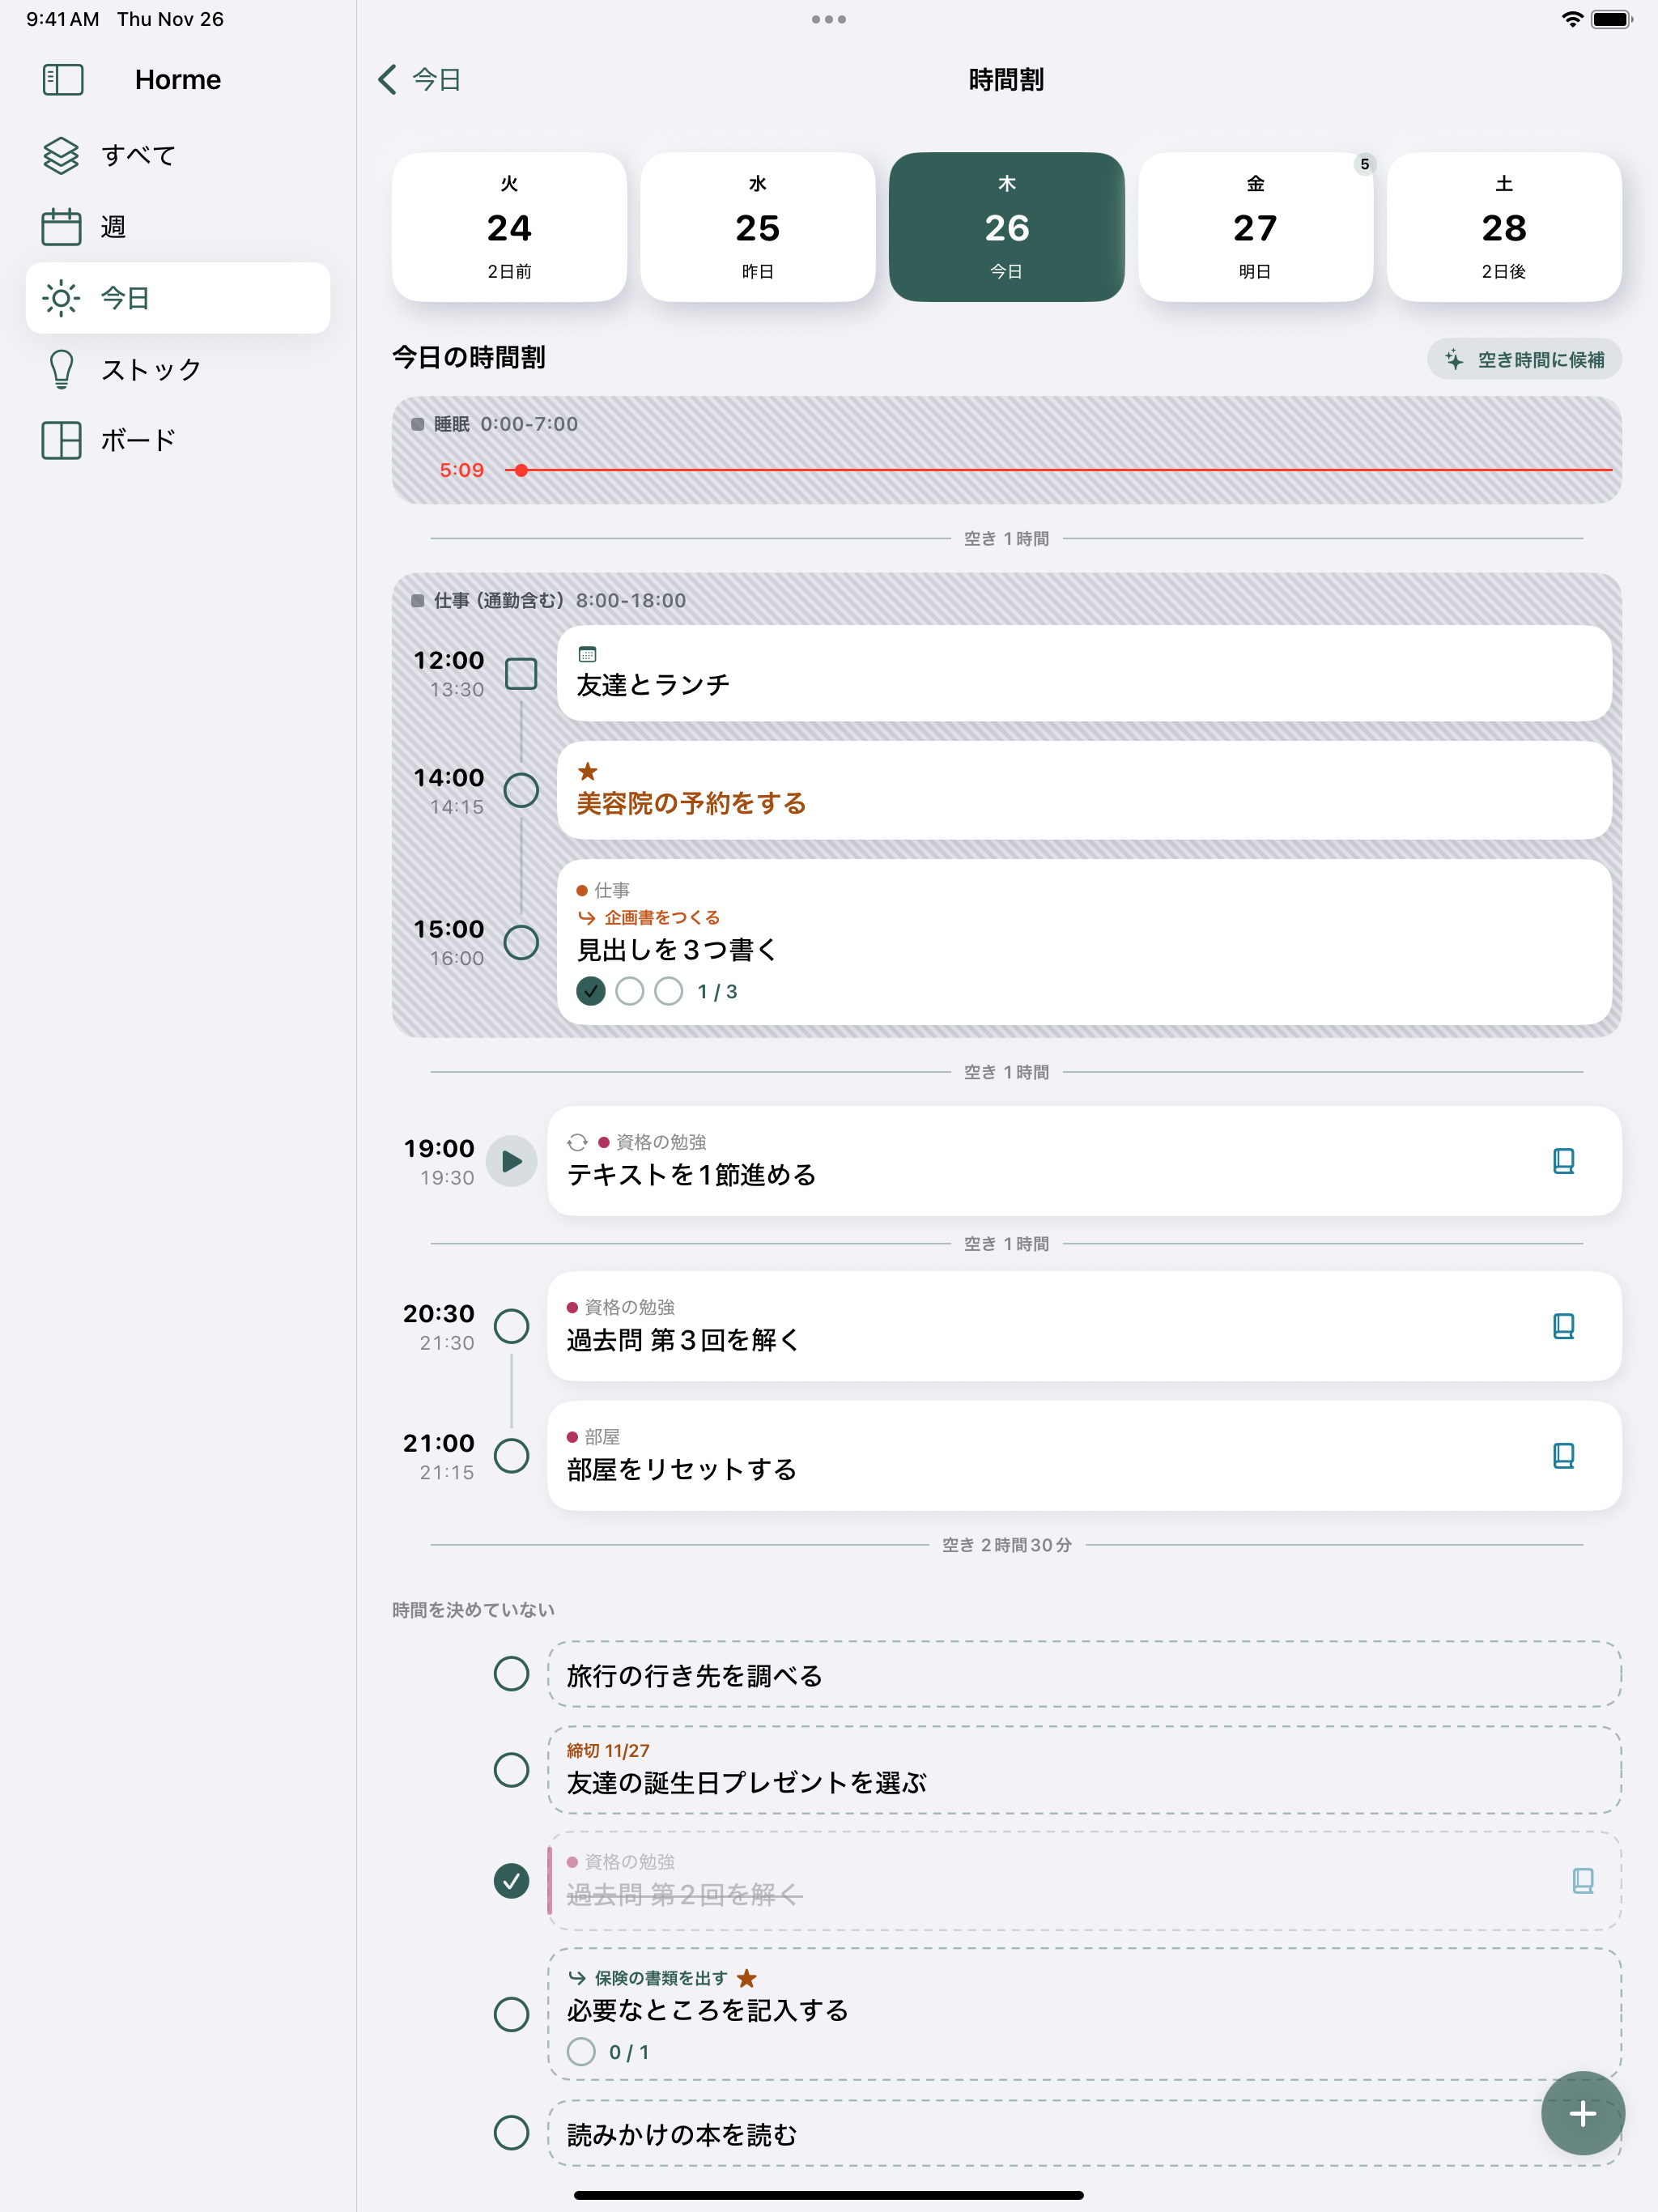 9:41 AM Thu Nov 26
Horme
すべて
週
今日
ストック
ボード
今日
時間割
火
24
2日前
水
25
昨日
木
26
今日
5
金
27
明日
土
28
2日後
今日の時間割
空き時間に候補
睡眠 0:00-7:00
5:09
空き 1時間
仕事（通勤含む） 8:00-18:00
12:00
13:30
友達とランチ
14:00
14:15
美容院の予約をする
15:00
16:00
仕事
企画書をつくる
見出しを3つ書く
1 / 3
空き 1時間
19:00
19:30
資格の勉強
テキストを1節進める
空き 1時間
20:30
21:30
資格の勉強
過去問 第3回を解く
21:00
21:15
部屋
部屋をリセットする
空き 2時間30分
時間を決めていない
旅行の行き先を調べる
締切 11/27
友達の誕生日プレゼントを選ぶ
資格の勉強
過去問 第2回を解く
保険の書類を出す
必要なところを記入する
0 / 1
読みかけの本を読む